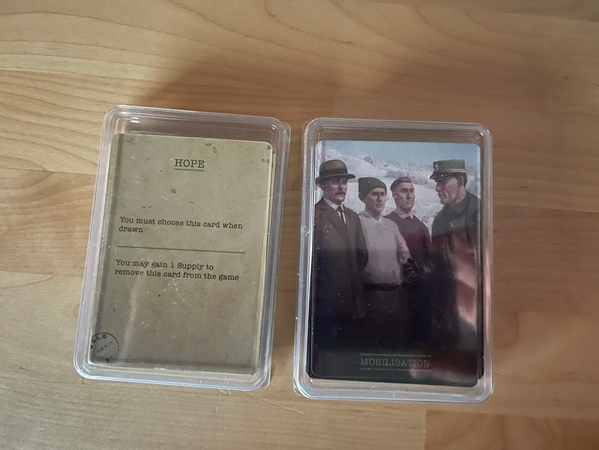 HOPE
You must choose this card when
drawn
You may gain 1 Supply to
remove this card from the game
MOBILISATION